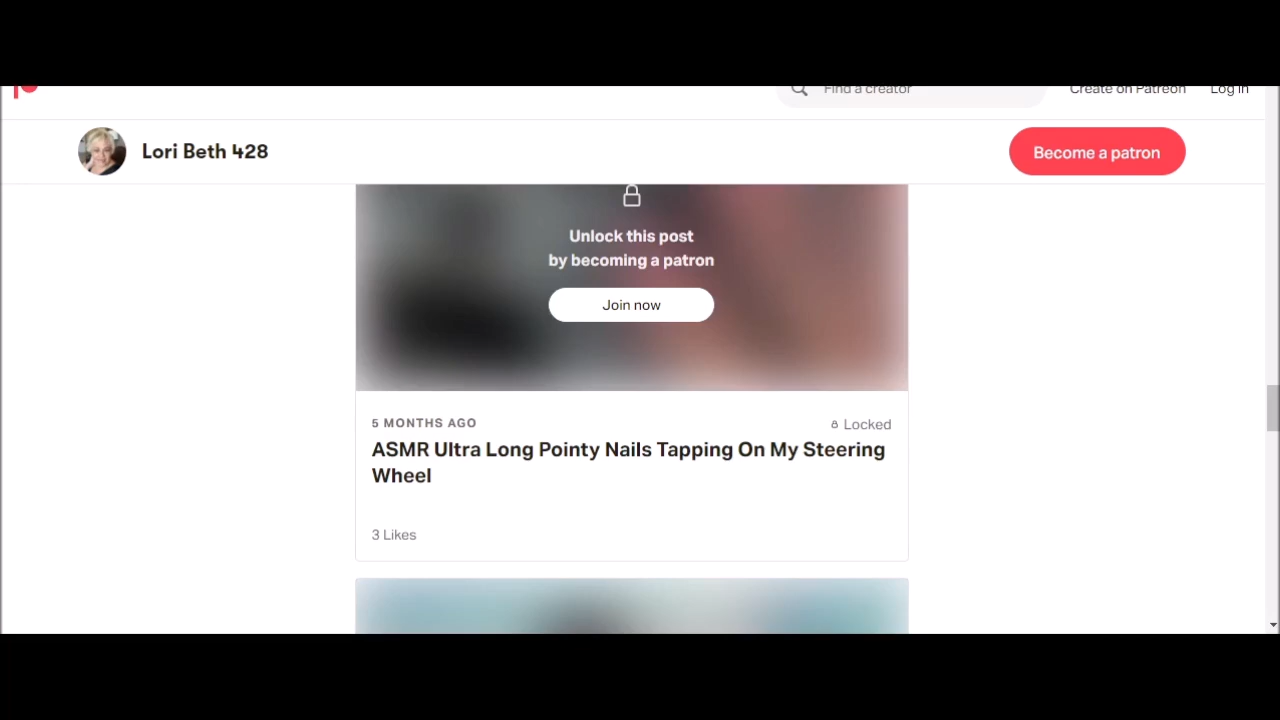 Find a creator
Create on Patreon
Log in
Lori Beth 428
Become a patron
Unlock this post
by becoming a patron
Join now
5 MONTHS AGO
Locked
ASMR Ultra Long Pointy Nails Tapping On My Steering
Wheel
3 Likes